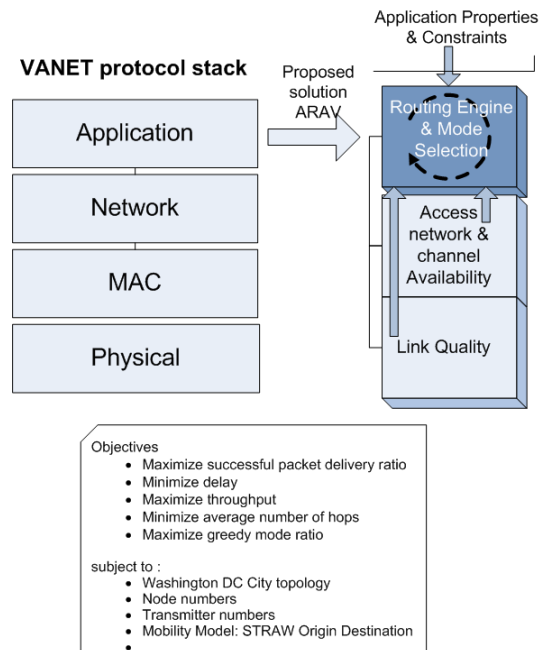 Application Properties
& Constraints
VANET protocol stack
Proposed
solution
ARAV
Application
Network
MAC
Physical
Routing Engine
& Mode
Selection
Access
network &
channel
Availability
Link Quality
Objectives
• Maximize successful packet delivery ratio
• Minimize delay
• Maximize throughput
• Minimize average number of hops
• Maximize greedy mode ratio
subject to :
• Washington DC City topology
• Node numbers
• Transmitter numbers
• Mobility Model: STRAW Origin Destination
•